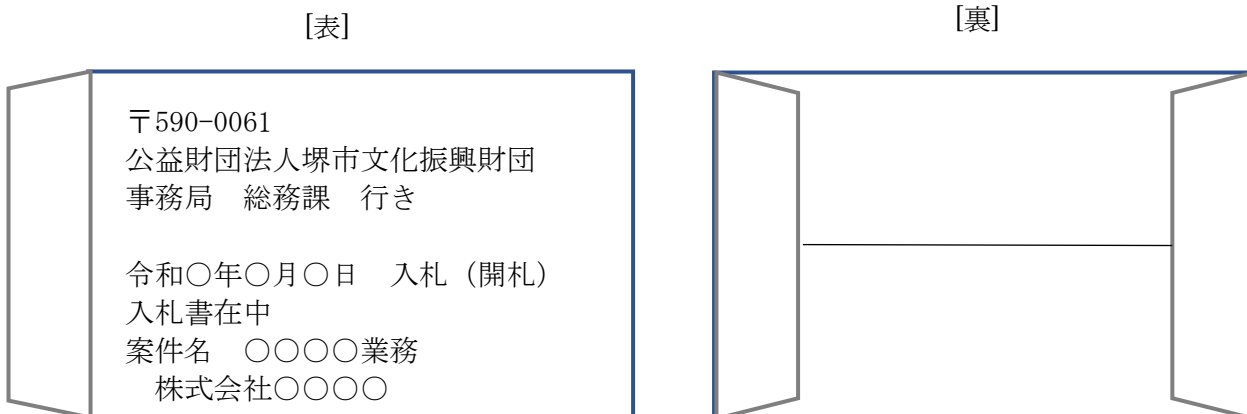 [表]
[裏]
〒590-0061
公益財団法人堺市文化振興財団
事務局　総務課　行き
令和○年○月○日　入札（開札）
入札書在中
案件名　○○○○業務
　株式会社○○○○